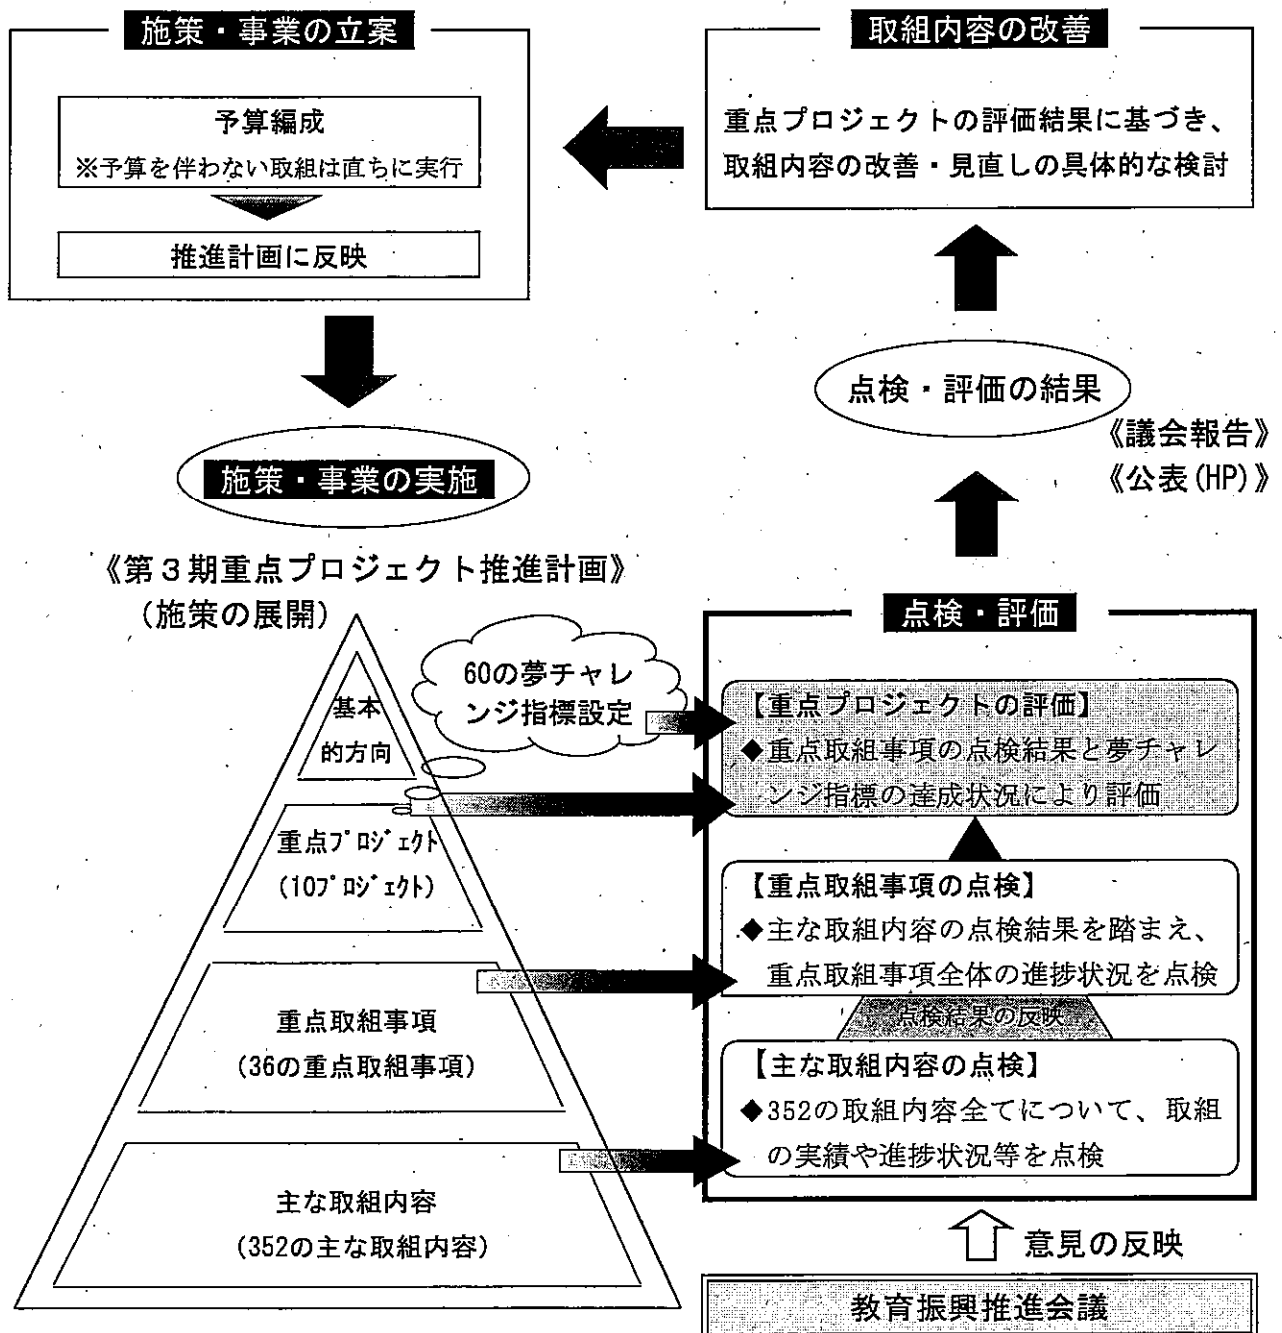 施策・事業の立案
予算編成
※予算を伴わない取組は直ちに実行
推進計画に反映
取組内容の改善
重点プロジェクトの評価結果に基づき、
取組内容の改善・見直しの具体的な検討
点検・評価の結果
《議会報告》
《公表(HP)》
施策・事業の実施
《第3期重点プロジェクト推進計画》
(施策の展開)
60の夢チャレ
ンジ指標設定
基本
的方向
重点プロジェクト
(10プロジェクト)
重点取組事項
(36の重点取組事項)
主な取組内容
(352の主な取組内容)
点検・評価
【重点プロジェクトの評価】
◆重点取組事項の点検結果と夢チャレ
ンジ指標の達成状況により評価
【重点取組事項の点検】
◆主な取組内容の点検結果を踏まえ、
重点取組事項全体の進捗状況を点検
点検結果の反映
【主な取組内容の点検】
◆352の取組内容全てについて、取組
の実績や進捗状況等を点検
意見の反映
教育振興推進会議